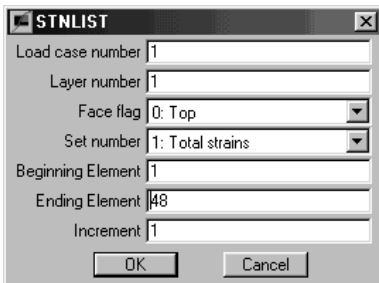 STNLIST
Load case number 1
Layer number 1
Face flag 0: Top
Set number 1: Total strains
Beginning Element 1
Ending Element 48
Increment 1
OK Cancel